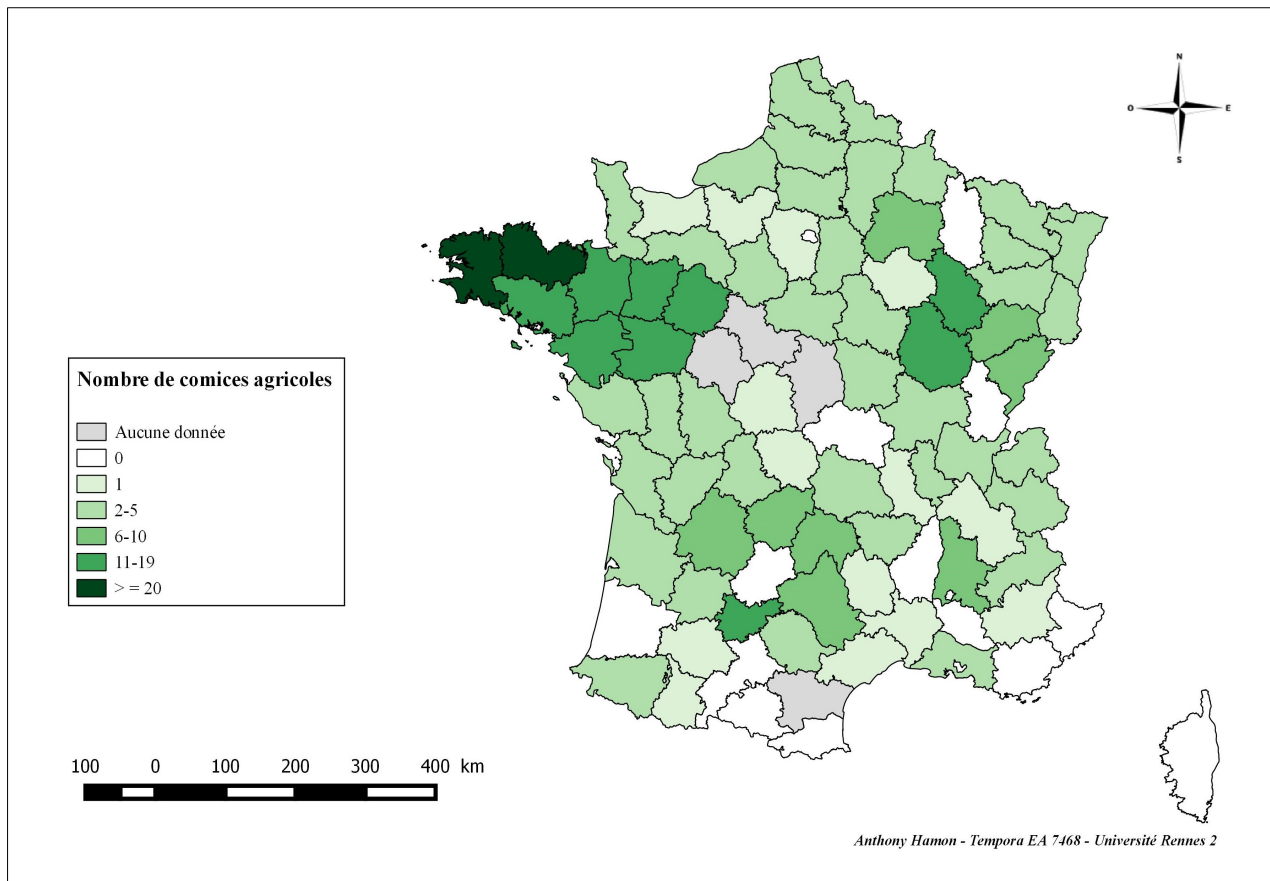 N
O E
S
Nombre de comices agricoles
Aucune donnée
0
1
2-5
6-10
11-19
> = 20
100 0 100 200 300 400 km
Anthony Hamon - Tempora EA 7468 - Université Rennes 2